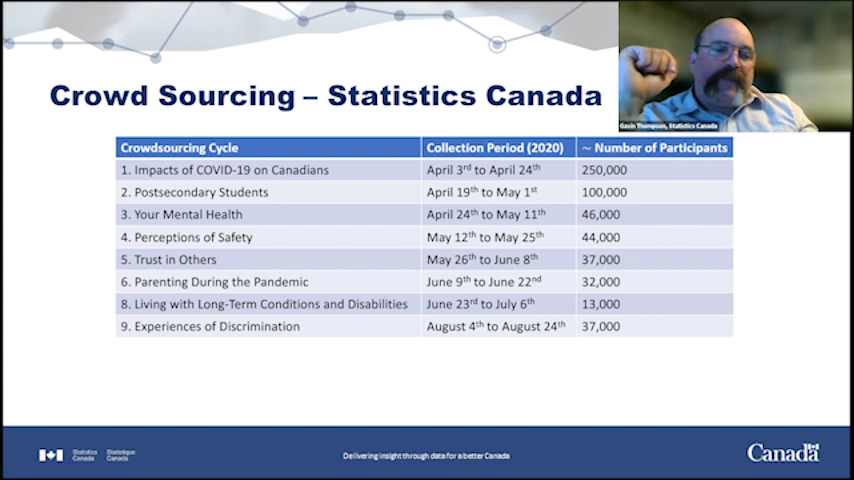 Crowd Sourcing – Statistics Canada
Gavin Thompson, Statistics Canada
Crowdsourcing Cycle Collection Period (2020) ~ Number of Participants
1. Impacts of COVID-19 on Canadians April 3rd to April 24th 250,000
2. Postsecondary Students April 19th to May 1st 100,000
3. Your Mental Health April 24th to May 11th 46,000
4. Perceptions of Safety May 12th to May 25th 44,000
5. Trust in Others May 26th to June 8th 37,000
6. Parenting During the Pandemic June 9th to June 22nd 32,000
8. Living with Long-Term Conditions and Disabilities June 23rd to July 6th 13,000
9. Experiences of Discrimination August 4th to August 24th 37,000
Statistics Statistique
Canada Canada
Delivering insight through data for a better Canada
Canada